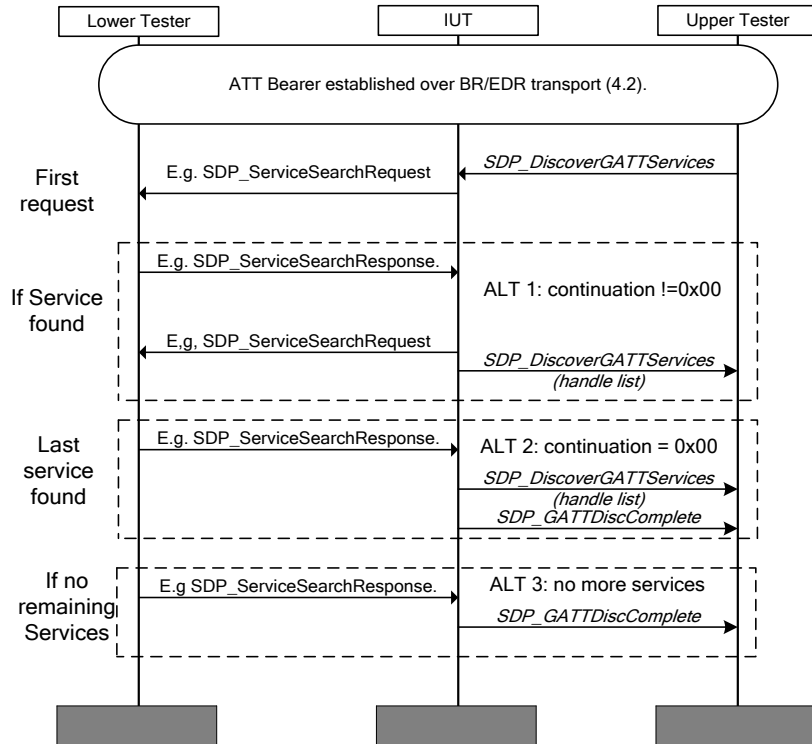 Lower Tester
IUT
Upper Tester
ATT Bearer established over BR/EDR transport (4.2).
First
request
E.g. SDP_ServiceSearchRequest
SDP_DiscoverGATTServices
If Service
found
E.g. SDP_ServiceSearchResponse.
ALT 1: continuation !=0x00
E,g, SDP_ServiceSearchRequest
SDP_DiscoverGATTServices
(handle list)
Last
service
found
E.g. SDP_ServiceSearchResponse.
ALT 2: continuation = 0x00
SDP_DiscoverGATTServices
(handle list)
SDP_GATTDiscComplete
If no
remaining
Services
E.g SDP_ServiceSearchResponse.
ALT 3: no more services
SDP_GATTDiscComplete